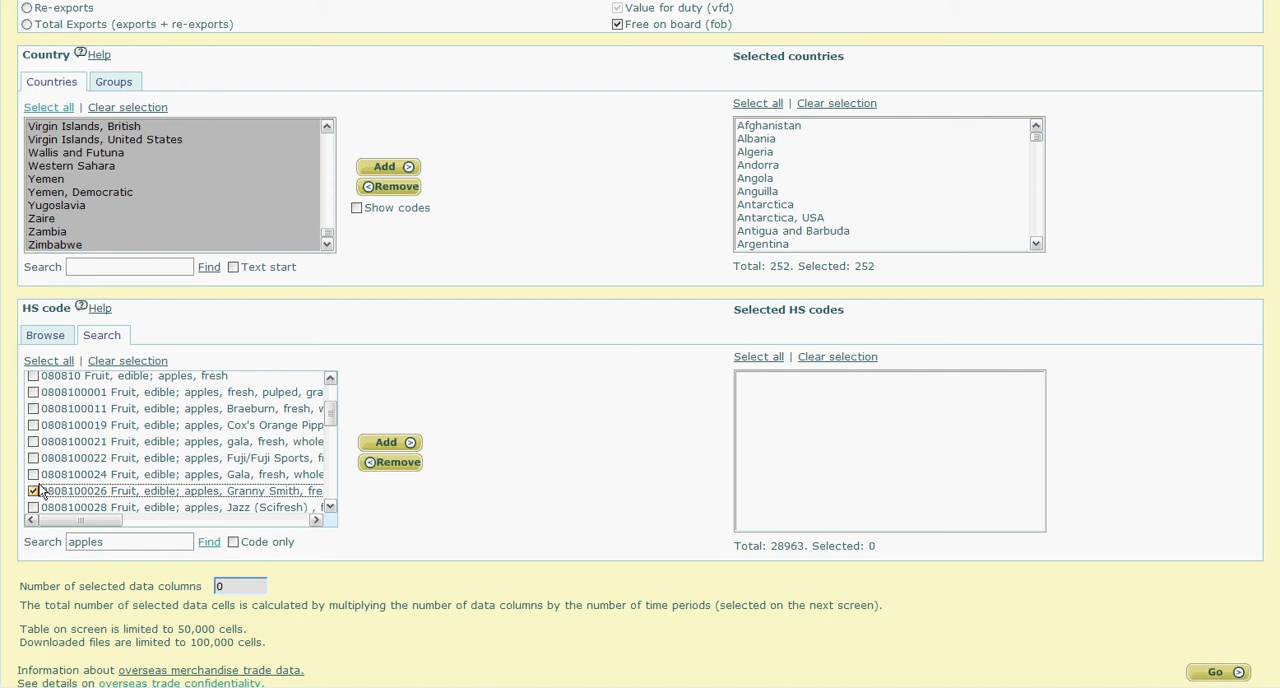 Re-exports
Value for duty (vfd)
Total Exports (exports + re-exports)
Free on board (fob)
Country ? Help
Selected countries
Countries Groups
Select all | Clear selection
Select all | Clear selection
Virgin Islands, British
Virgin Islands, United States
Wallis and Futuna
Western Sahara
Yemen
Yemen, Democratic
Yugoslavia
Zaire
Zambia
Zimbabwe
Add
Remove
Show codes
Afghanistan
Albania
Algeria
Andorra
Angola
Anguilla
Antarctica
Antarctica, USA
Antigua and Barbuda
Argentina
Search Find Text start
Total: 252. Selected: 252
HS code ? Help
Selected HS codes
Browse Search
Select all | Clear selection
Select all | Clear selection
080810 Fruit, edible; apples, fresh
0808100001 Fruit, edible; apples, fresh, pulped, gra
0808100011 Fruit, edible; apples, Braeburn, fresh, w
0808100019 Fruit, edible; apples, Cox's Orange Pipp
0808100021 Fruit, edible; apples, gala, fresh, whole
0808100022 Fruit, edible; apples, Fuji/Fuji Sports, f
0808100024 Fruit, edible; apples, Gala, fresh, whole
0808100026 Fruit, edible; apples, Granny Smith, fre
0808100028 Fruit, edible; apples, Jazz (Scifresh) , f
Add
Remove
Search apples Find Code only
Total: 28963. Selected: 0
Number of selected data columns 0
The total number of selected data cells is calculated by multiplying the number of data columns by the number of time periods (selected on the next screen).
Table on screen is limited to 50,000 cells.
Downloaded files are limited to 100,000 cells.
Information about overseas merchandise trade data.
Go
See details on overseas trade confidentiality.